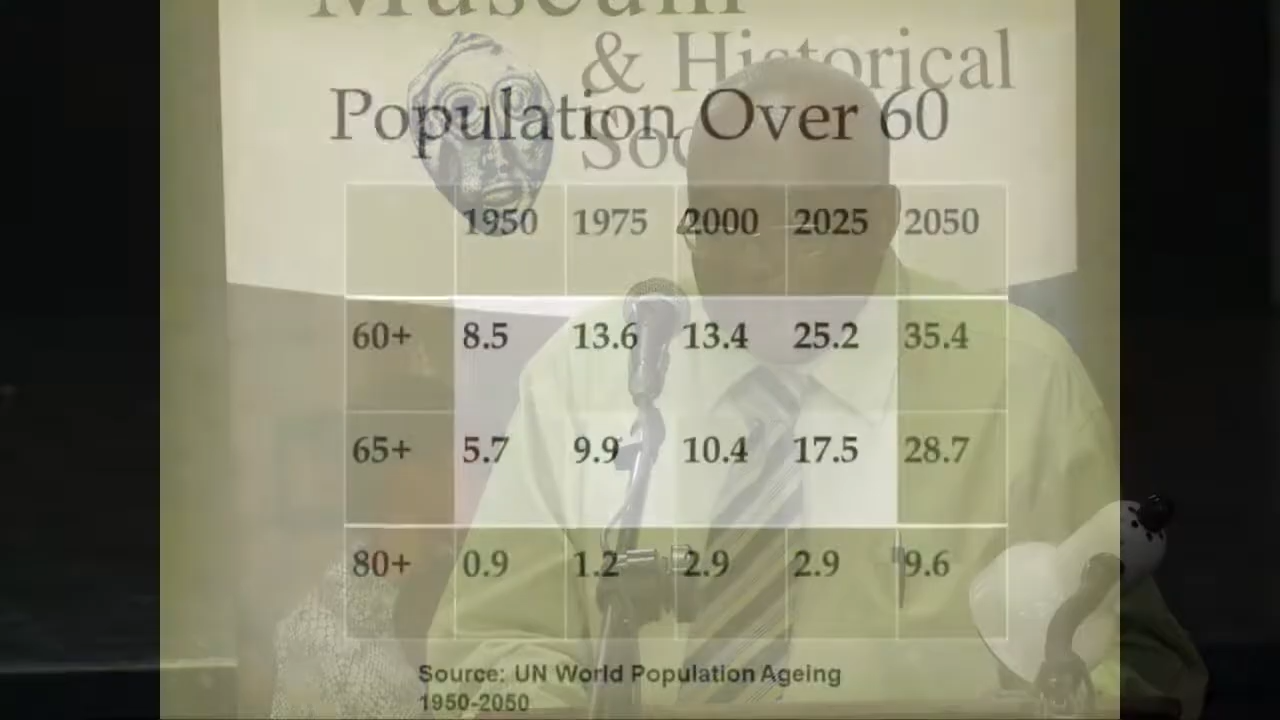 Museum
& Historical
Population Over 60
1950 1975 2000 2025 2050
60+ 8.5 13.6 13.4 25.2 35.4
65+ 5.7 9.9 10.4 17.5 28.7
80+ 0.9 1.2 2.9 2.9 9.6
Source: UN World Population Ageing
1950-2050